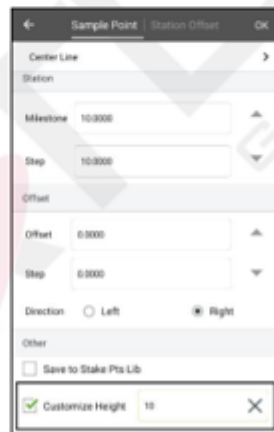 Sample Point | Station Offset OK
Center Line
Station
Milestone 10.0000
Step 10.0000
Offset
Offset 0.0000
Step 0.0000
Direction Left Right
Other
Save to Stake Pts Lib
Customize Height 10